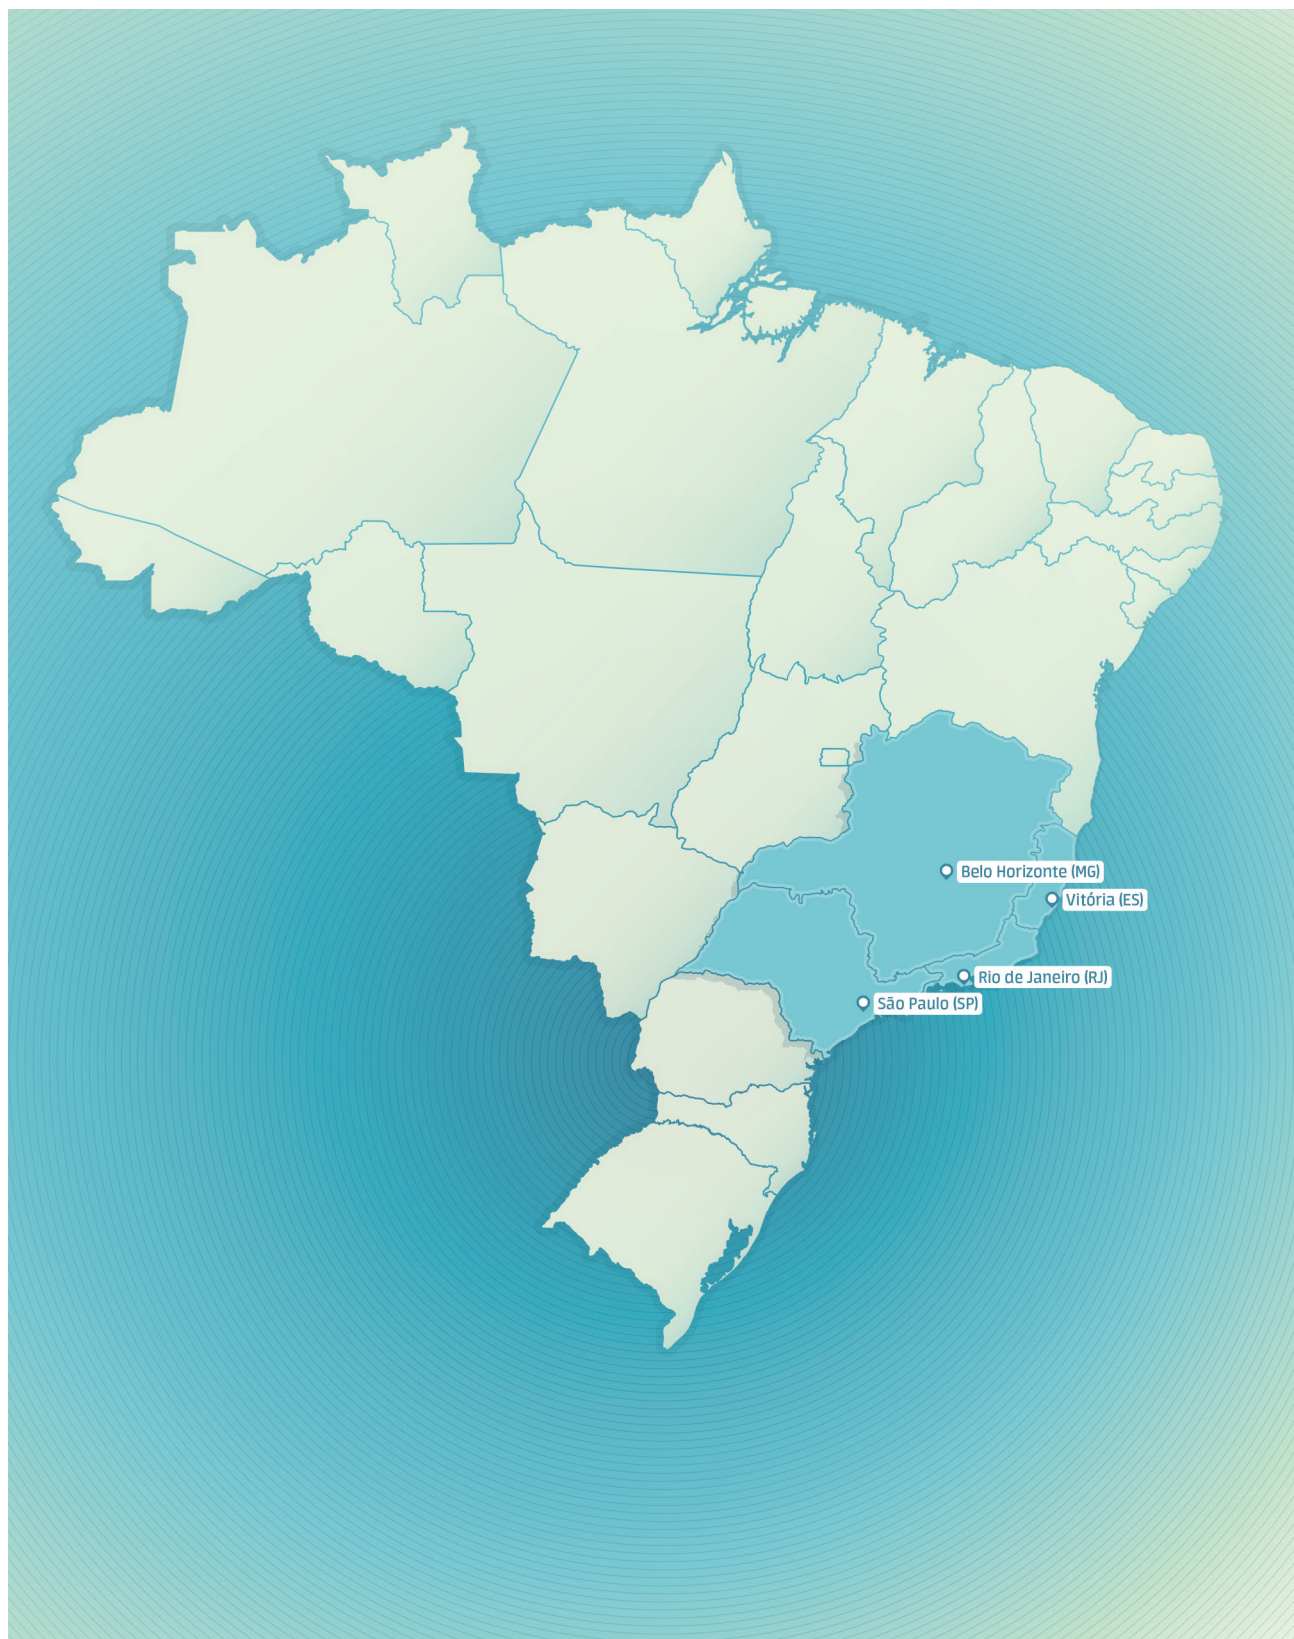 Belo Horizonte (MG)
Vitória (ES)
Rio de Janeiro (RJ)
São Paulo (SP)